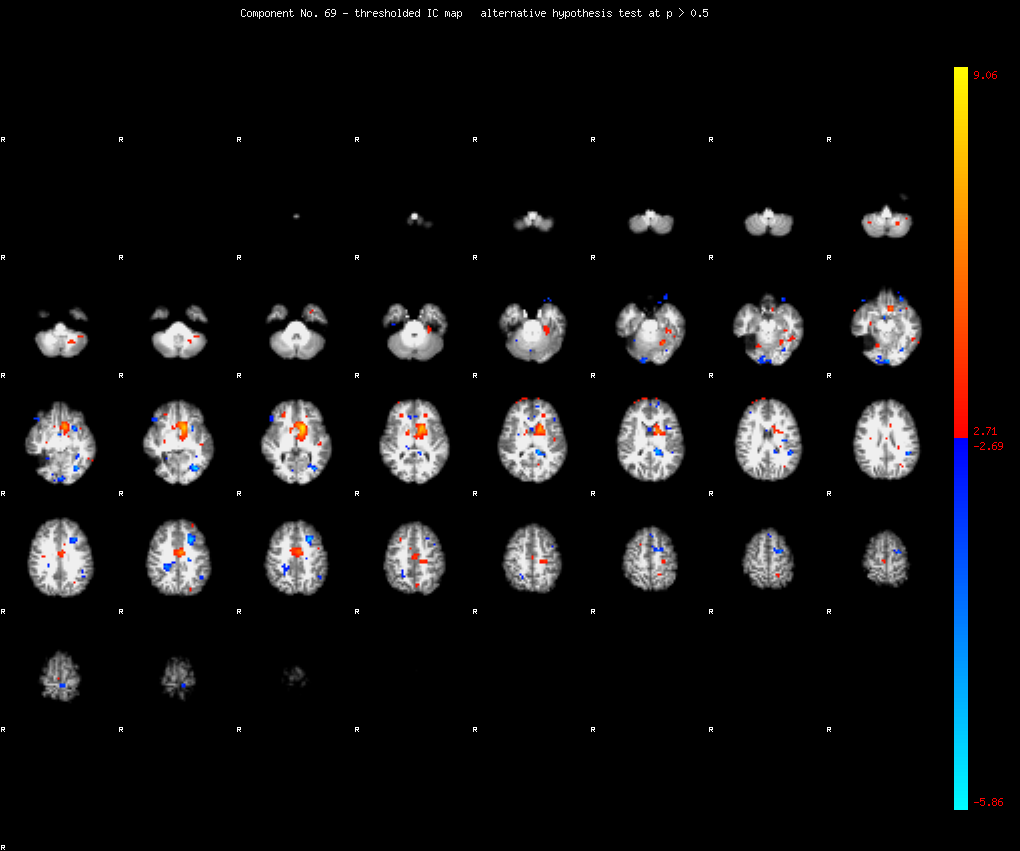 Component No. 69 - thresholded IC map   alternative hypothesis test at p > 0.5
9.06
R R R R R R R R
R R R R R R R R
R R R R R R R R
2.71
-2.69
R R R R R R R R
R R R R R R R R
R R R R R R R R
-5.86
R